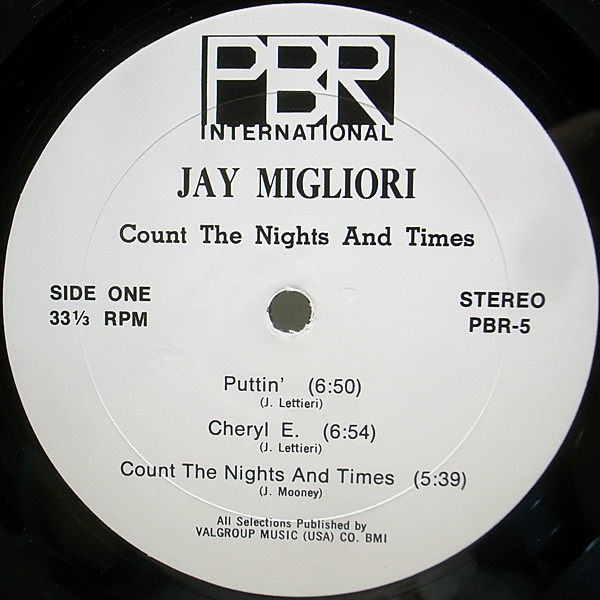 PBR
INTERNATIONAL
JAY MIGLIORI
Count The Nights And Times
SIDE ONE
33⅓ RPM
STEREO
PBR-5
Puttin' (6:50)
(J. Lettieri)
Cheryl E. (6:54)
(J. Lettieri)
Count The Nights And Times (5:39)
(J. Mooney)
All Selections Published by
VALGROUP MUSIC (USA) CO. BMI